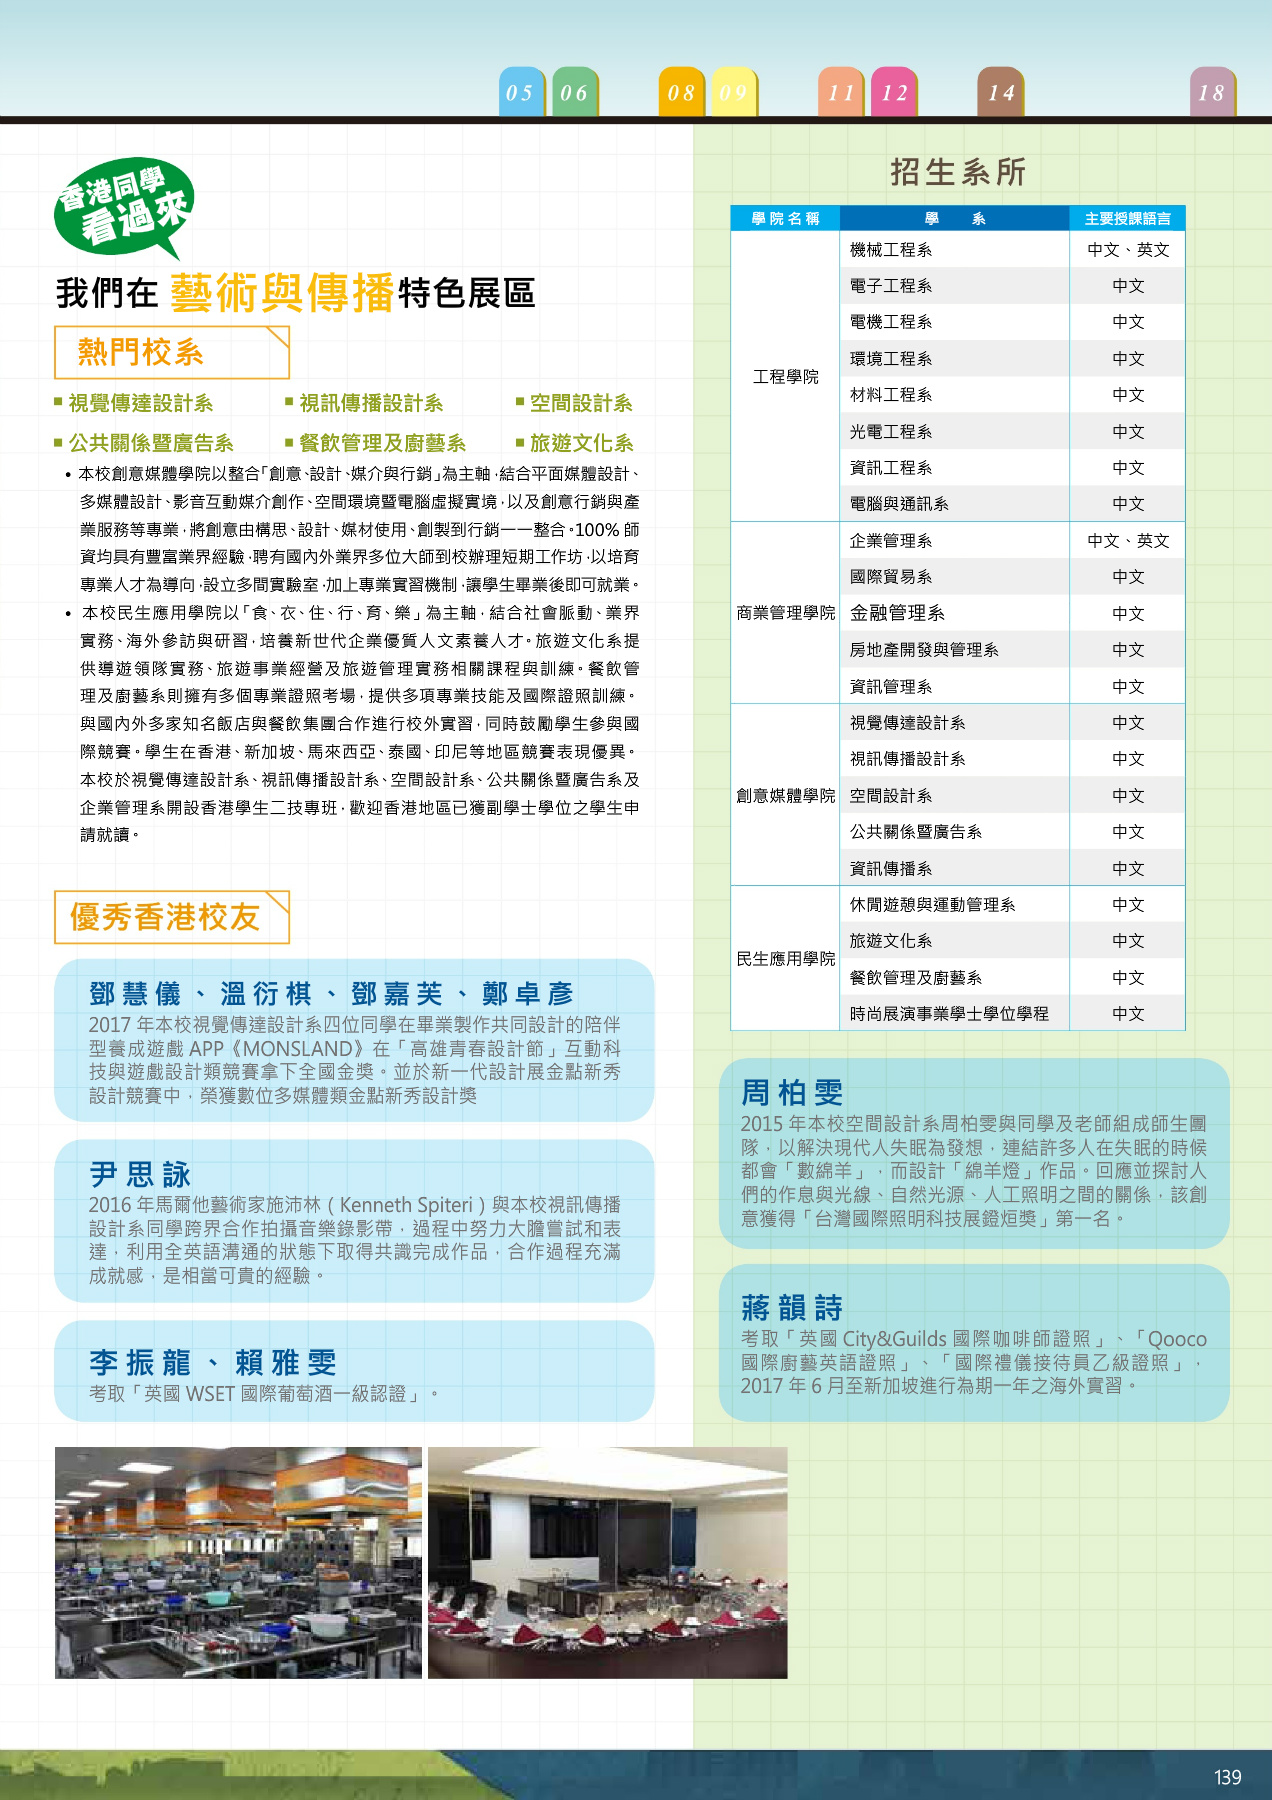 05 06 08 09 11 12 14 18
香港同學
看過來
我們在 藝術與傳播特色展區
熱門校系
▪視覺傳達設計系 ▪視訊傳播設計系 ▪空間設計系
▪公共關係暨廣告系 ▪餐飲管理及廚藝系 ▪旅遊文化系
• 本校創意媒體學院以整合「創意、設計、媒介與行銷」為主軸,結合平面媒體設計、
多媒體設計、影音互動媒介創作、空間環境暨電腦虛擬實境,以及創意行銷與產
業服務等專業,將創意由構思、設計、媒材使用、創製到行銷一一整合。100% 師
資均具有豐富業界經驗,聘有國內外業界多位大師到校辦理短期工作坊,以培育
專業人才為導向,設立多間實驗室,加上專業實習機制,讓學生畢業後即可就業。
• 本校民生應用學院以「食、衣、住、行、育、樂」為主軸,結合社會脈動、業界
實務、海外參訪與研習,培養新世代企業優質人文素養人才。旅遊文化系提
供導遊領隊實務、旅遊事業經營及旅遊管理實務相關課程與訓練。餐飲管
理及廚藝系則擁有多個專業證照考場,提供多項專業技能及國際證照訓練。
與國內外多家知名飯店與餐飲集團合作進行校外實習,同時鼓勵學生參與國
際競賽。學生在香港、新加坡、馬來西亞、泰國、印尼等地區競賽表現優異。
本校於視覺傳達設計系、視訊傳播設計系、空間設計系、公共關係暨廣告系及
企業管理系開設香港學生二技專班,歡迎香港地區已獲副學士學位之學生申
請就讀。
優秀香港校友
鄧慧儀、溫衍棋、鄧嘉芙、鄭卓彥
2017 年本校視覺傳達設計系四位同學在畢業製作共同設計的陪伴
型養成遊戲 APP《MONSLAND》在「高雄青春設計節」互動科
技與遊戲設計類競賽拿下全國金獎。並於新一代設計展金點新秀
設計競賽中,榮獲數位多媒體類金點新秀設計獎
尹思詠
2016 年馬爾他藝術家施沛林 ( Kenneth Spiteri ) 與本校視訊傳播
設計系同學跨界合作拍攝音樂錄影帶,過程中努力大膽嘗試和表
達,利用全英語溝通的狀態下取得共識完成作品,合作過程充滿
成就感,是相當可貴的經驗。
李振龍、賴雅雯
考取「英國 WSET 國際葡萄酒一級認證」。
招生系所
學院名稱 學 系 主要授課語言
工程學院
機械工程系 中文、英文
電子工程系 中文
電機工程系 中文
環境工程系 中文
材料工程系 中文
光電工程系 中文
資訊工程系 中文
電腦與通訊系 中文
商業管理學院
企業管理系 中文、英文
國際貿易系 中文
金融管理系 中文
房地產開發與管理系 中文
資訊管理系 中文
創意媒體學院
視覺傳達設計系 中文
視訊傳播設計系 中文
空間設計系 中文
公共關係暨廣告系 中文
資訊傳播系 中文
民生應用學院
休閒遊憩與運動管理系 中文
旅遊文化系 中文
餐飲管理及廚藝系 中文
時尚展演事業學士學位學程 中文
周柏雯
2015 年本校空間設計系周柏雯與同學及老師組成師生團
隊,以解決現代人失眠為發想,連結許多人在失眠的時候
都會「數綿羊」,而設計「綿羊燈」作品。回應並探討人
們的作息與光線、自然光源、人工照明之間的關係,該創
意獲得「台灣國際照明科技展鐙烜獎」第一名。
蔣韻詩
考取「英國 City&Guilds 國際咖啡師證照」、「Qooco
國際廚藝英語證照」、「國際禮儀接待員乙級證照」,
2017 年 6 月至新加坡進行為期一年之海外實習。
139